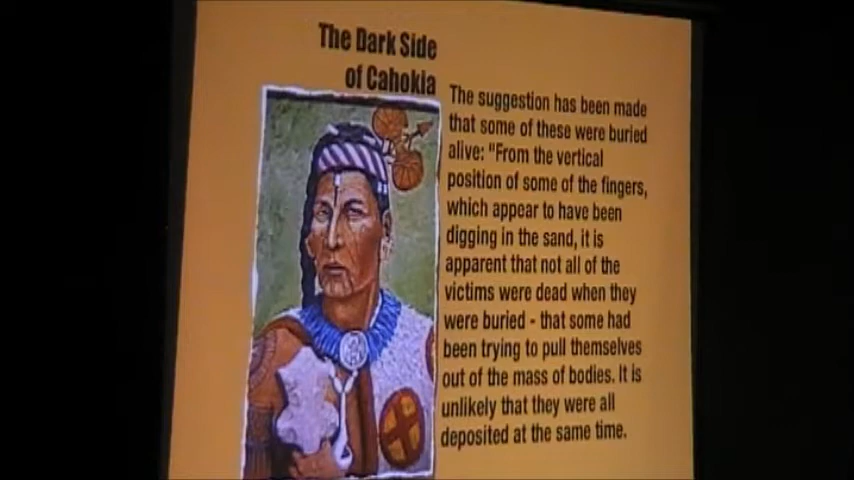 The Dark Side
of Cahokia
The suggestion has been made
that some of these were buried
alive: "From the vertical
position of some of the fingers,
which appear to have been
digging in the sand, it is
apparent that not all of the
victims were dead when they
were buried - that some had
been trying to pull themselves
out of the mass of bodies. It is
unlikely that they were all
deposited at the same time.